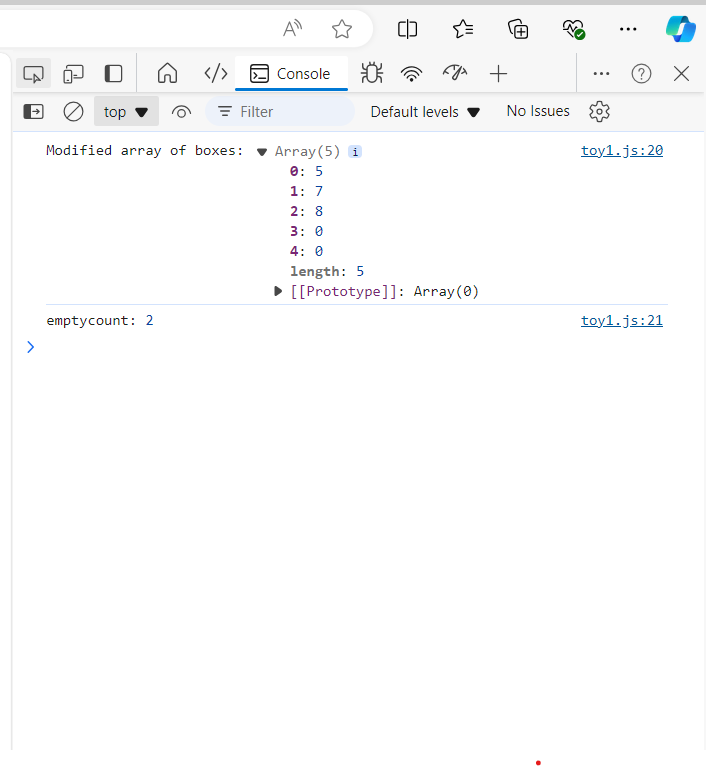 Console
top Filter Default levels No Issues
Modified array of boxes: Array(5) i toy1.js:20
0: 5
1: 7
2: 8
3: 0
4: 0
length: 5
[[Prototype]]: Array(0)
emptycount: 2 toy1.js:21